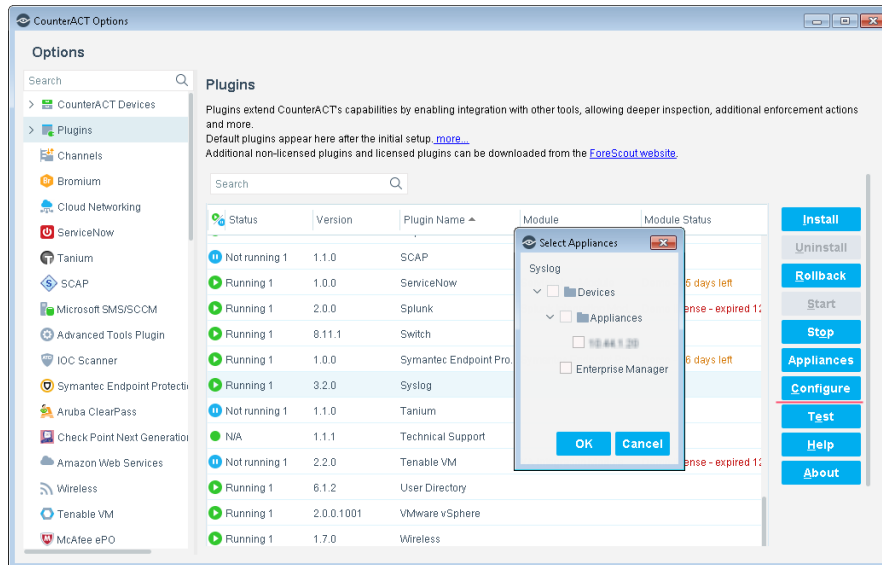 CounterACT Options
Options
Search
CounterACT Devices
Plugins
Channels
Bromium
Cloud Networking
ServiceNow
Tanium
SCAP
Microsoft SMS/SCCM
Advanced Tools Plugin
IOC Scanner
Symantec Endpoint Protecti
Aruba ClearPass
Check Point Next Generation
Amazon Web Services
Wireless
Tenable VM
McAfee ePO
Plugins
Plugins extend CounterACT's capabilities by enabling integration with other tools, allowing deeper inspection, additional enforcement actions
and more.
Default plugins appear here after the initial setup. more...
Additional non-licensed plugins and licensed plugins can be downloaded from the ForeScout website.
Search
Status Version Plugin Name Module Module Status
Not running 1 1.1.0 SCAP
Running 1 1.0.0 ServiceNow 5 days left
Running 1 2.0.0 Splunk ense - expired 12
Running 1 8.11.1 Switch
Running 1 1.0.0 Symantec Endpoint Pro. 6 days left
Running 1 3.2.0 Syslog
Not running 1 1.1.0 Tanium
N/A 1.1.1 Technical Support
Not running 1 2.2.0 Tenable VM ense - expired 12
Running 1 6.1.2 User Directory
Running 1 2.0.0.1001 VMware vSphere
Running 1 1.7.0 Wireless
Select Appliances
Syslog
Devices
Appliances
Enterprise Manager
OK Cancel
Install
Uninstall
Rollback
Start
Stop
Appliances
Configure
Test
Help
About